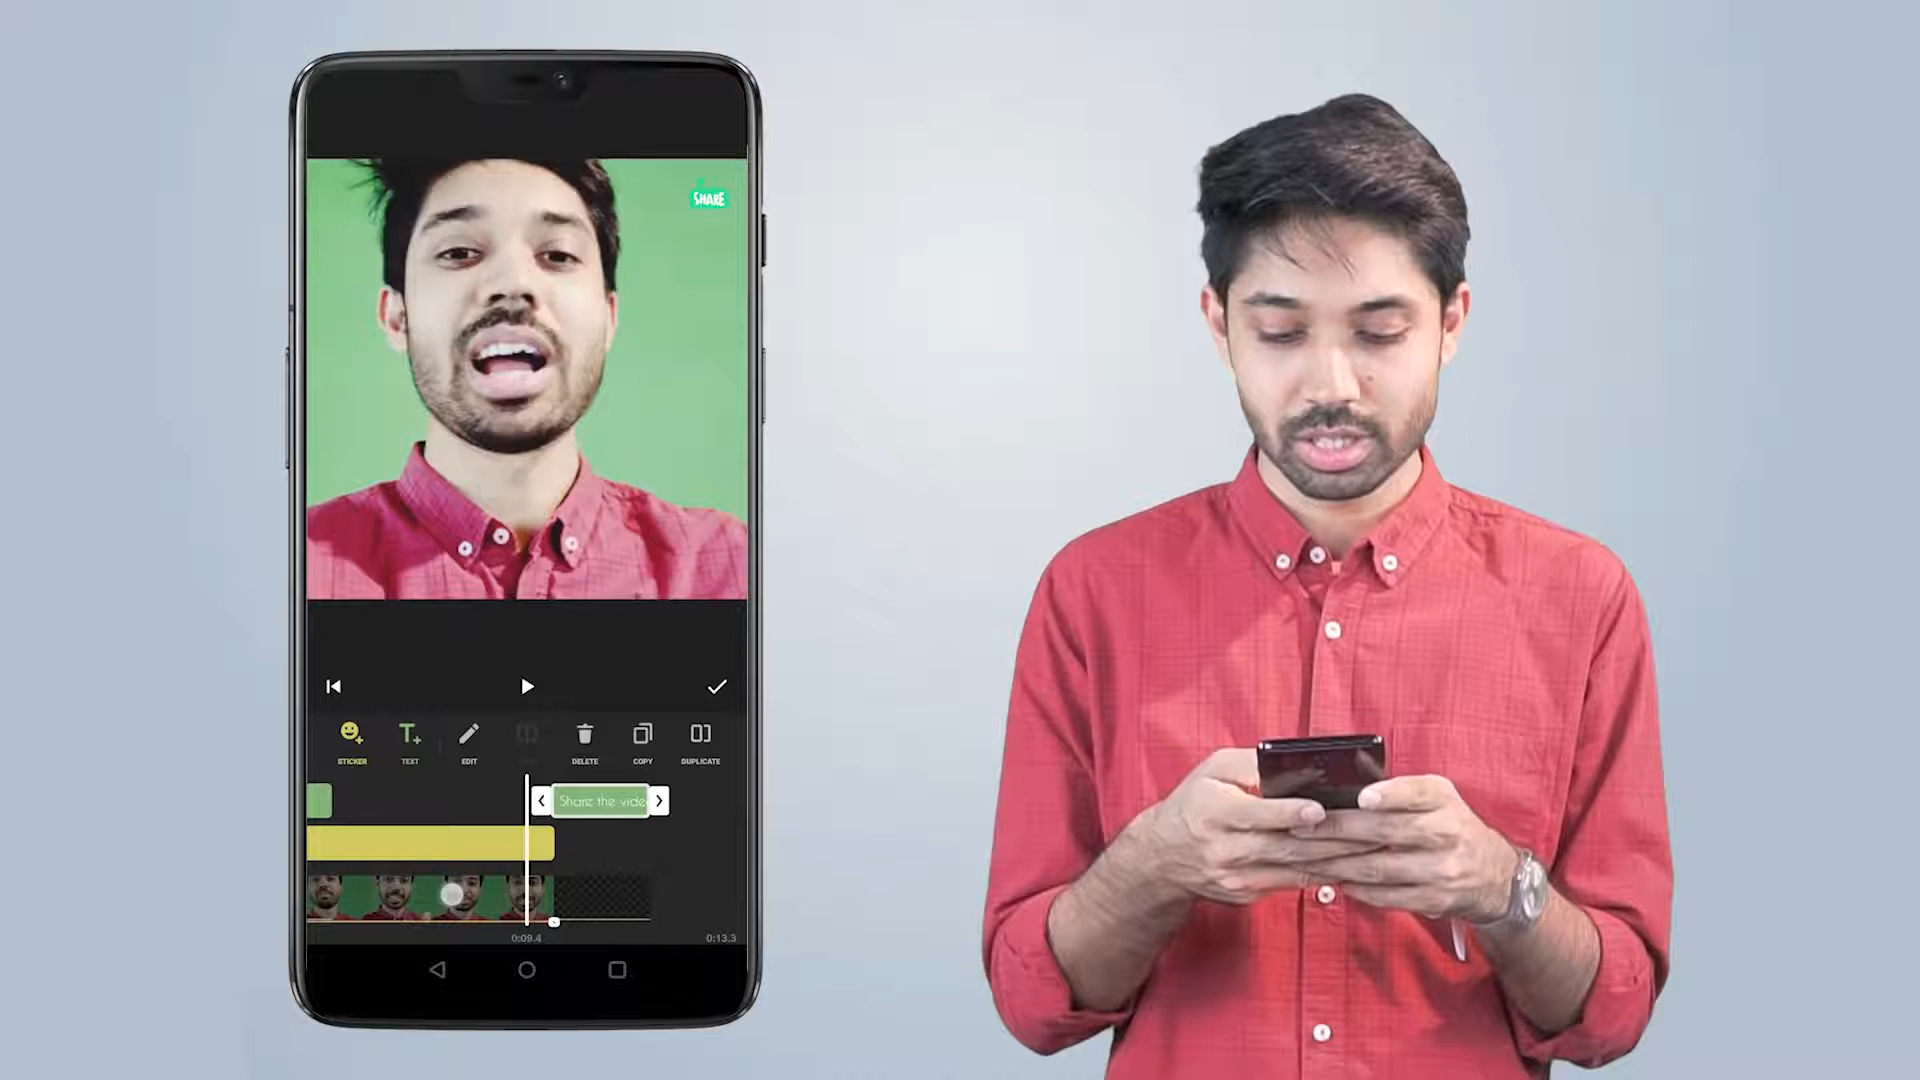 SHARE
STICKER
TEXT
EDIT
DELETE
COPY
DUPLICATE
Share the vide
0:09.4
0:13.3